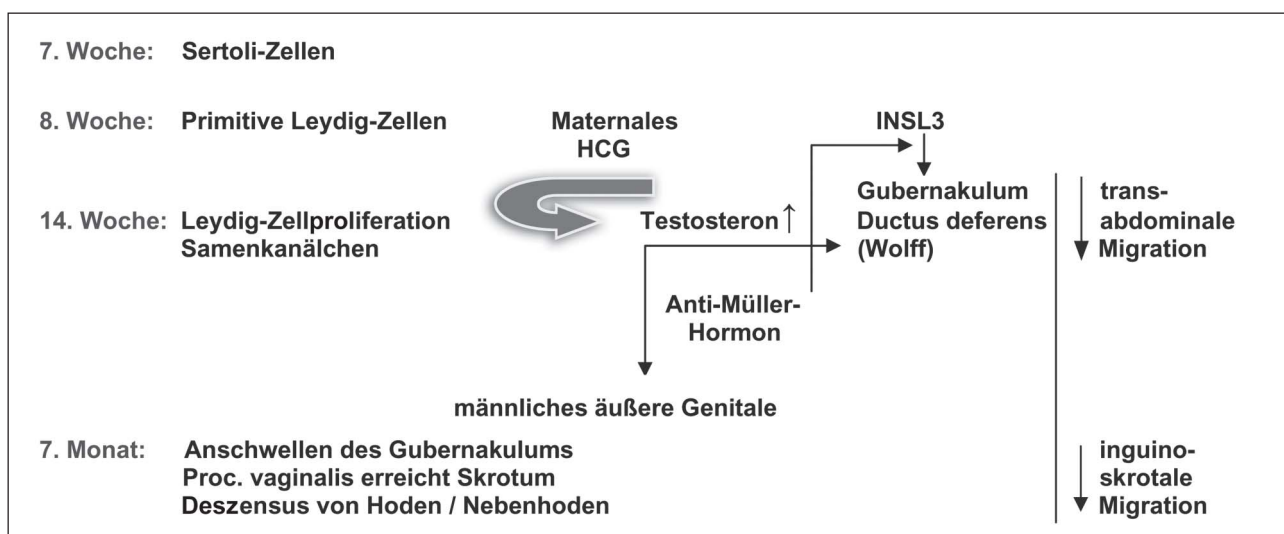 7. Woche: Sertoli-Zellen
8. Woche: Primitive Leydig-Zellen
Maternales
HCG
INSL3
14. Woche: Leydig-Zellproliferation
Samenkanälchen
Testosteron ↑
Gubernakulum
Ductus deferens
(Wolff)
trans-
abdominale
Migration
Anti-Müller-
Hormon
männliches äußere Genitale
7. Monat: Anschwellen des Gubernakulums
Proc. vaginalis erreicht Skrotum
Deszensus von Hoden / Nebenhoden
inguino-
skrotale
Migration